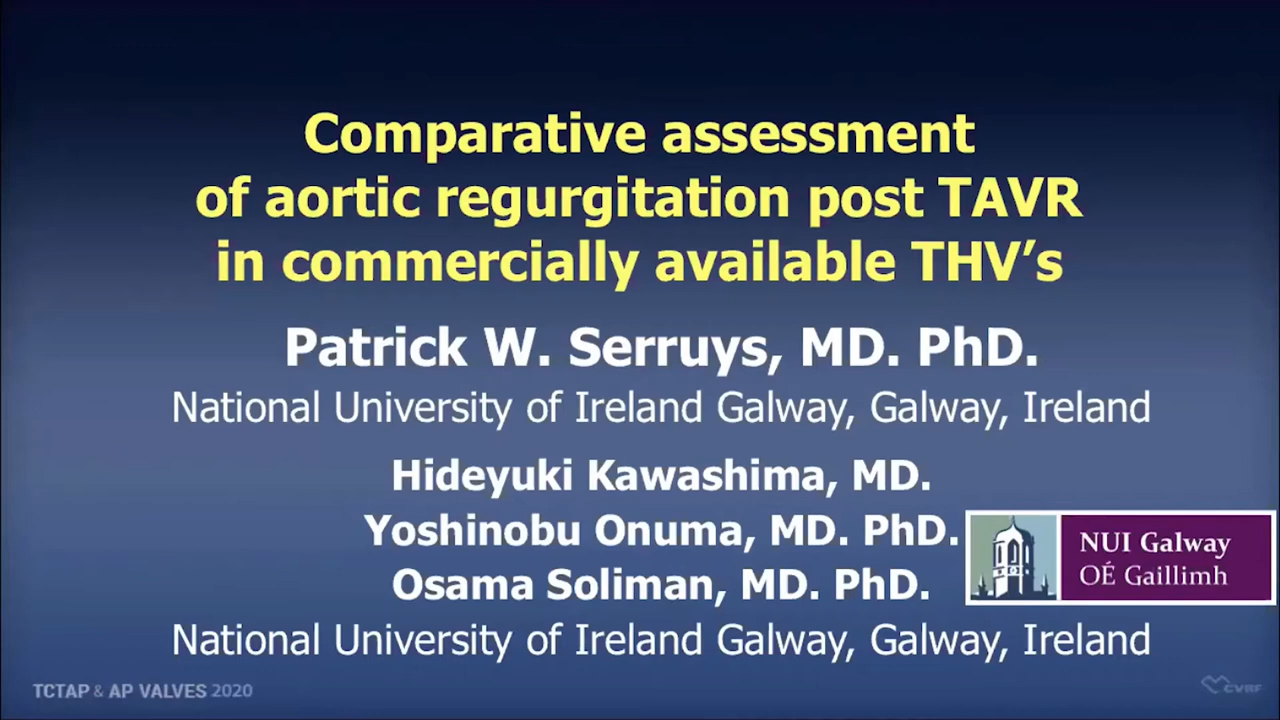 Comparative assessment
of aortic regurgitation post TAVR
in commercially available THV’s
Patrick W. Serruys, MD. PhD.
National University of Ireland Galway, Galway, Ireland
Hideyuki Kawashima, MD.
Yoshinobu Onuma, MD. PhD.
Osama Soliman, MD. PhD.
NUI Galway
OÉ Gaillimh
National University of Ireland Galway, Galway, Ireland
TCTAP & AP VALVES 2020
CVRF